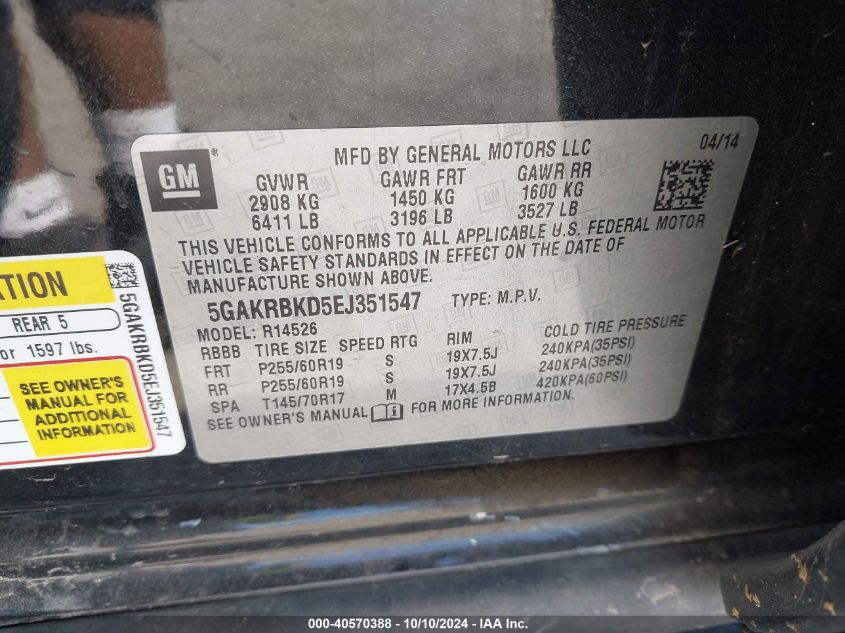 GM
MFD BY GENERAL MOTORS LLC
04/14
GVWR GAWR FRT GAWR RR
2908 KG 1450 KG 1600 KG
6411 LB 3196 LB 3527 LB
THIS VEHICLE CONFORMS TO ALL APPLICABLE U.S. FEDERAL MOTOR
VEHICLE SAFETY STANDARDS IN EFFECT ON THE DATE OF
MANUFACTURE SHOWN ABOVE.
5GAKRBKD5EJ351547 TYPE: M.P.V.
MODEL: R14526
RBBB TIRE SIZE SPEED RTG RIM COLD TIRE PRESSURE
FRT P255/60R19 S 19X7.5J 240KPA(35PSI)
RR P255/60R19 S 19X7.5J 240KPA(35PSI)
SPA T145/70R17 M 17X4.5B 420KPA(60PSI)
SEE OWNER'S MANUAL FOR MORE INFORMATION.
REAR 5
or 1597 lbs.
SEE OWNER'S
MANUAL FOR
ADDITIONAL
INFORMATION
5GAKRBKD5EJ351547
000-40570388 - 10/10/2024 - IAA Inc.